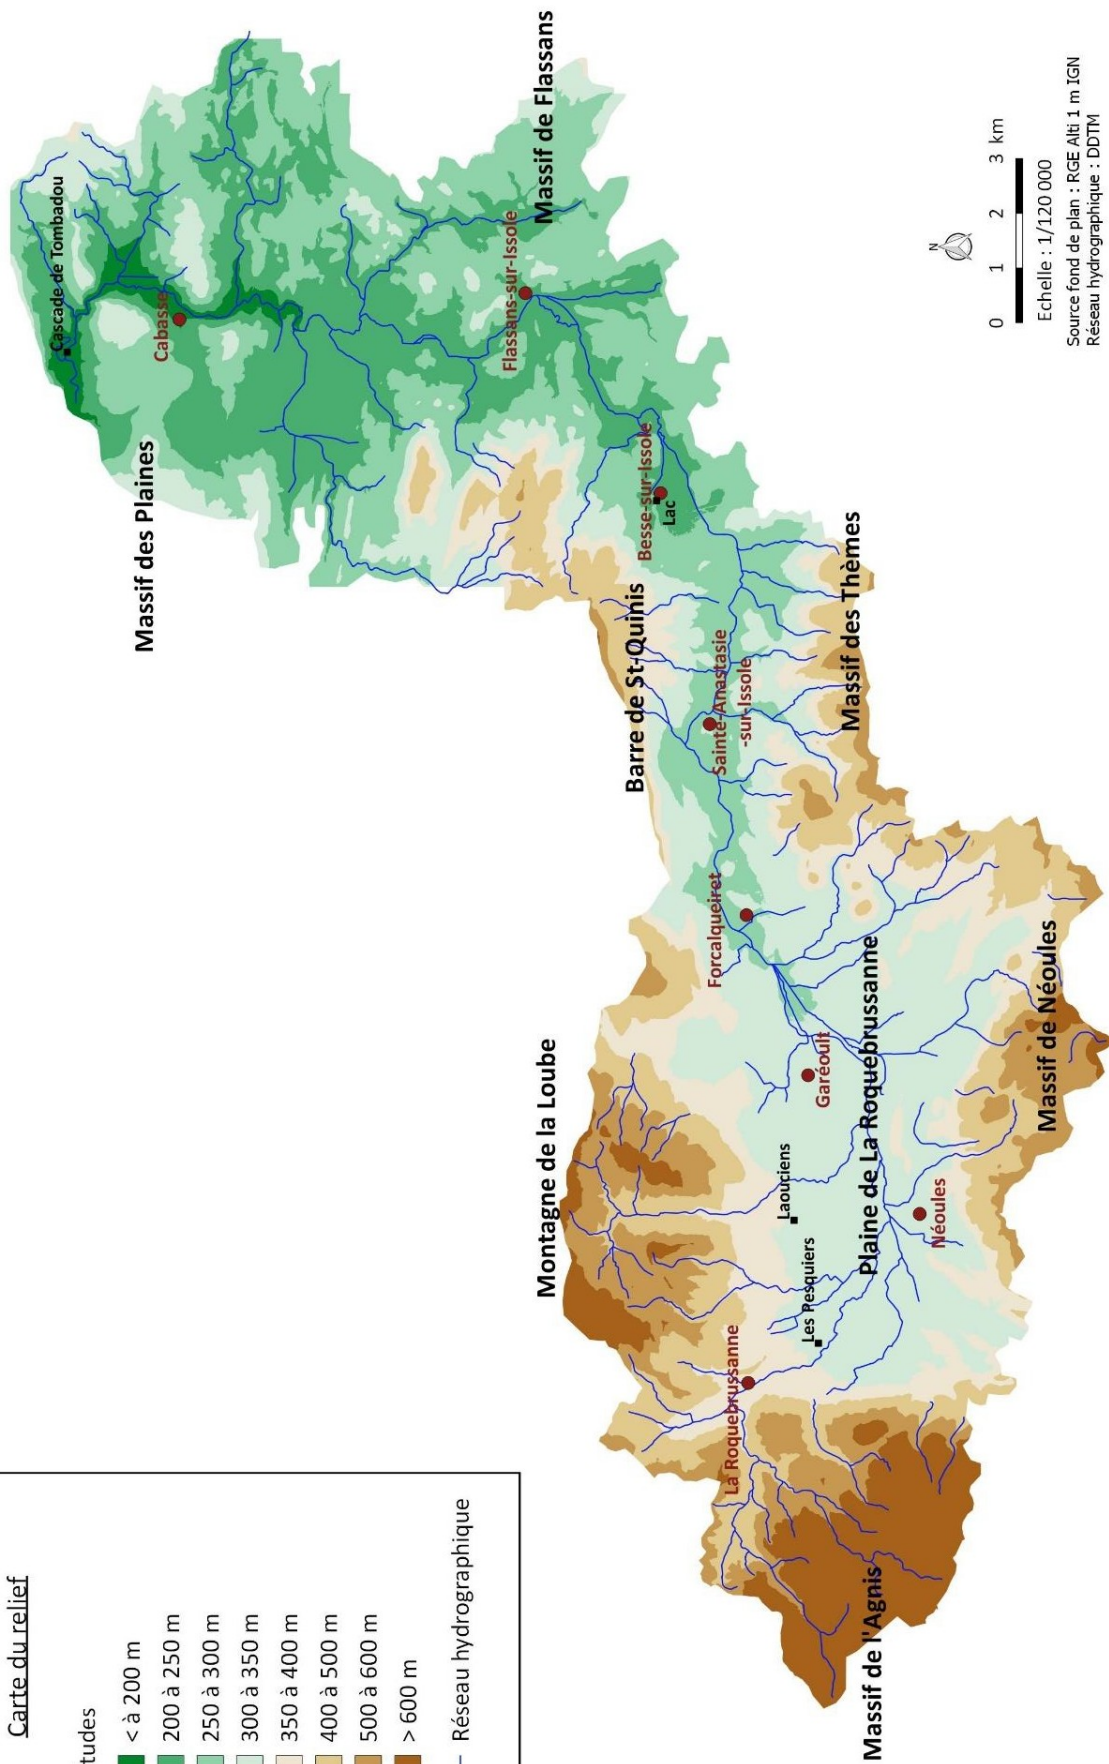 Carte du relief
tudes
< à 200 m
200 à 250 m
250 à 300 m
300 à 350 m
350 à 400 m
400 à 500 m
500 à 600 m
> 600 m
Réseau hydrographique
Massif de l'Agnis
La Roquebrussanne
Les Pesquiers
Laouciens
Montagne de la Loube
Plaine de La Roquebrussanne
Néoules
Garéoult
Massif de Néoules
Forcalqueiret
Barre de St-Quinis
Sainte-Anastasie
-sur-Issole
Massif des Thèmes
Besse-sur-Issole
Lac
Massif des Plaines
Flassans-sur-Issole
Massif de Flassans
Cabasse
Cascade de Tombadou
N
0 1 2 3 km
Echelle : 1/120 000
Source fond de plan : RGE Alti 1 m IGN
Réseau hydrographique : DDTM